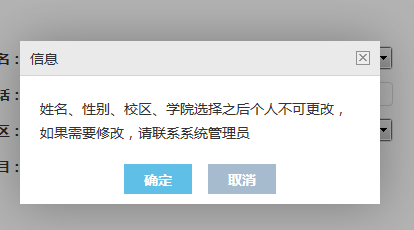 名：
信息
话：
姓名、性别、校区、学院选择之后个人不可更改，
如果需要修改，请联系系统管理员
区：
目：
确定
取消